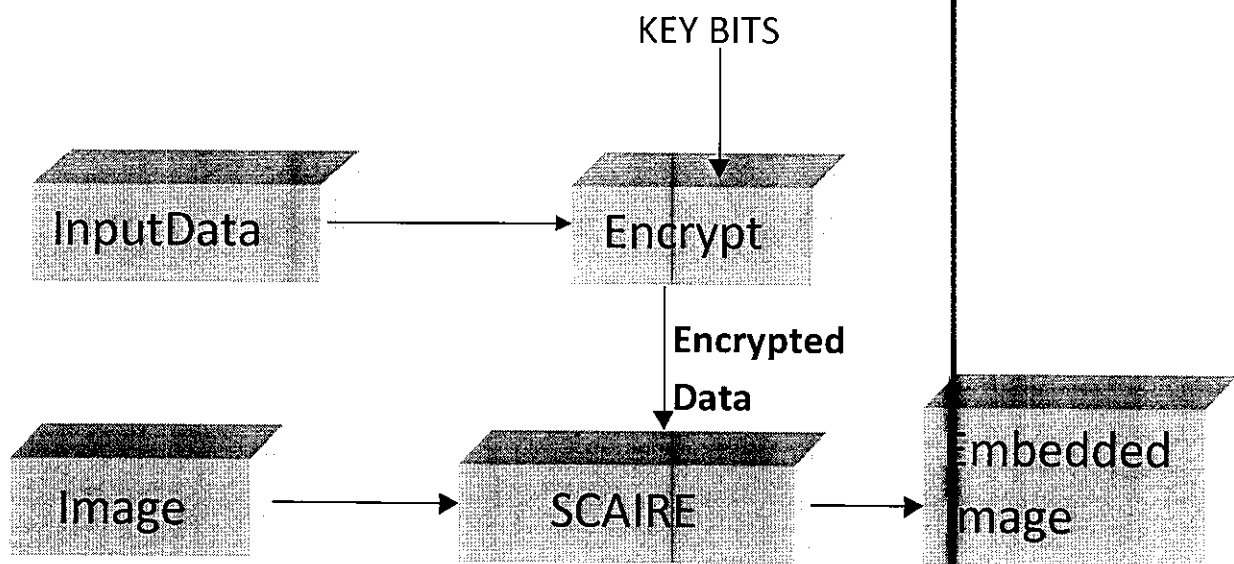 KEY BITS
InputData
Encrypt
Encrypted
Data
Image
SCAIRE
Embedded
Image